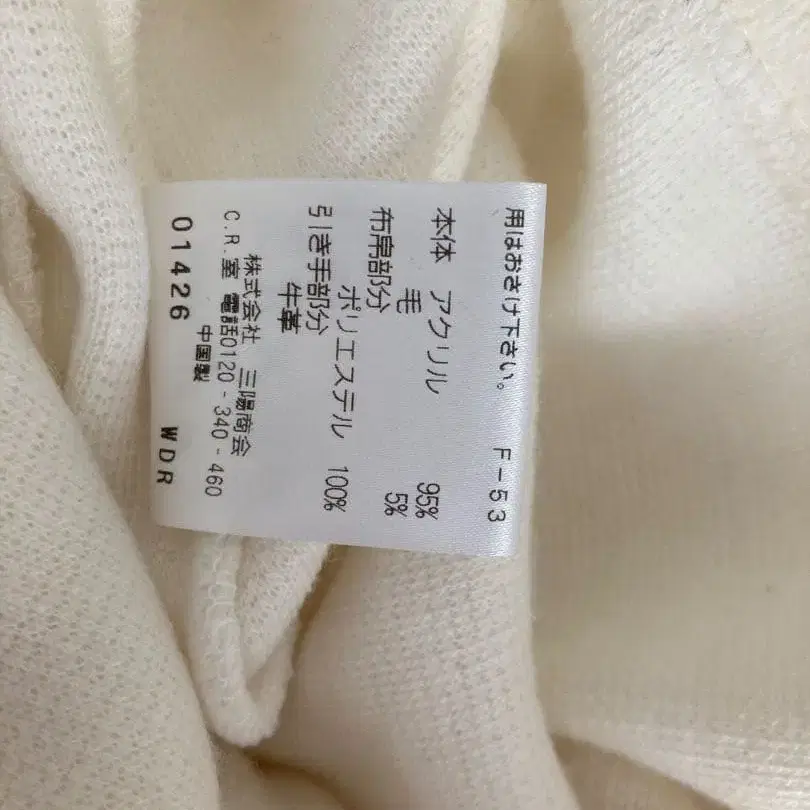 用はおさけ下さい。 F-53
本体 アクリル 95%
毛 5%
布帛部分
ポリエステル 100%
引き手部分
牛革
株式会社 三陽商会
C.R.室 電話0120-340-460
中国製
01426 WDR